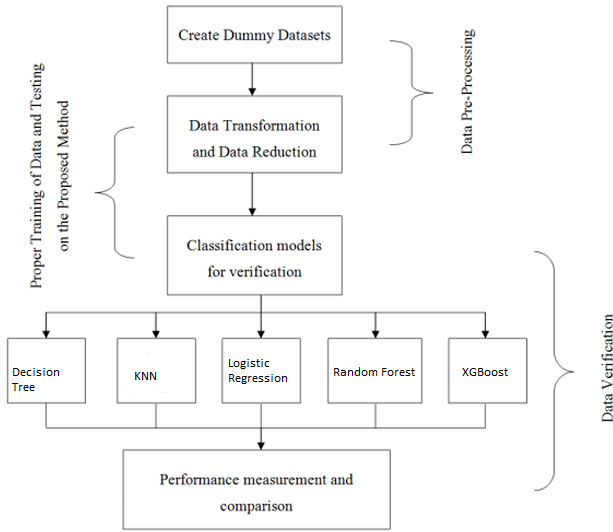 Create Dummy Datasets
Data Pre-Processing
Data Transformation
and Data Reduction
Proper Training of Data and Testing
on the Proposed Method
Classification models
for verification
Decision
Tree
KNN
Logistic
Regression
Random Forest
XGBoost
Data Verification
Performance measurement and
comparison